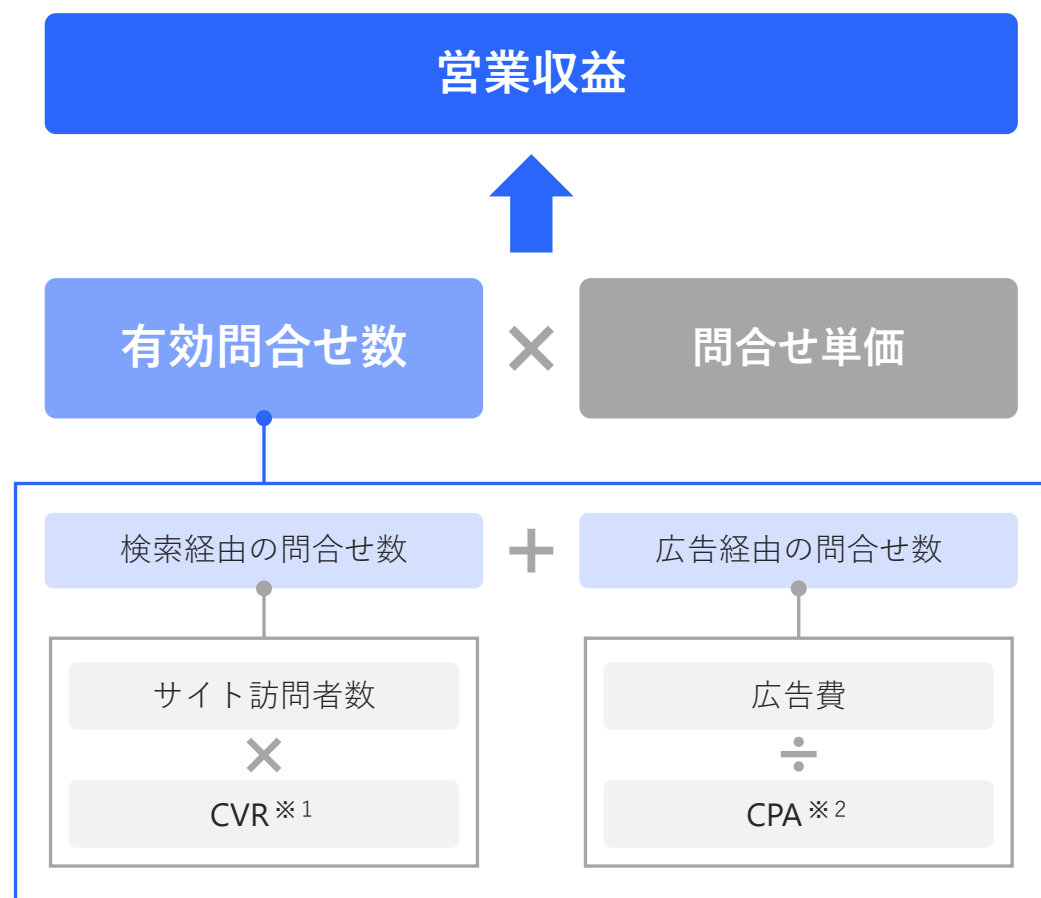 営業収益
有効問合せ数 × 問合せ単価
検索経由の問合せ数 + 広告経由の問合せ数
サイト訪問者数
×
CVR※1
広告費
÷
CPA※2